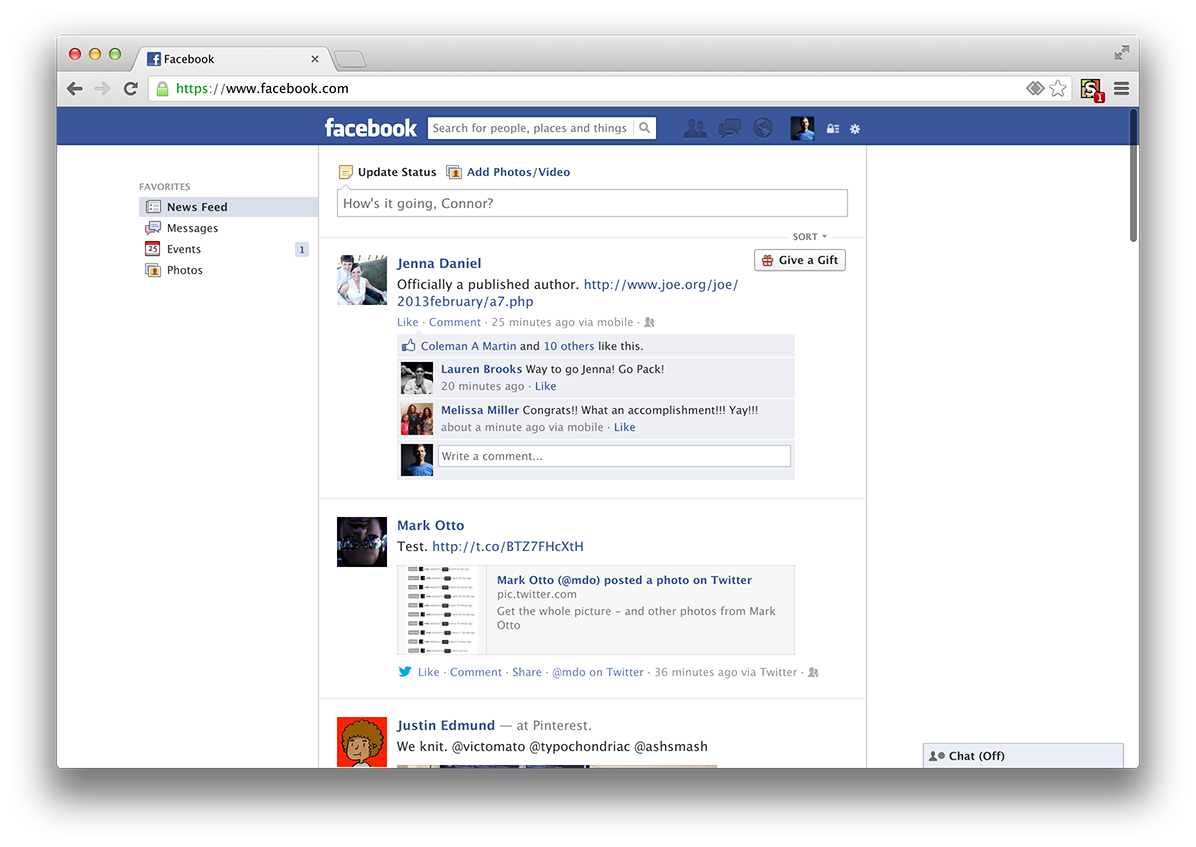 Facebook
https://www.facebook.com
1
facebook
Search for people, places and things
FAVORITES
News Feed
Messages
25 Events 1
Photos
Update Status Add Photos/Video
How's it going, Connor?
SORT
Jenna Daniel
Give a Gift
Officially a published author. http://www.joe.org/joe/
2013february/a7.php
Like · Comment · 25 minutes ago via mobile ·
Coleman A Martin and 10 others like this.
Lauren Brooks Way to go Jenna! Go Pack!
20 minutes ago · Like
Melissa Miller Congrats!! What an accomplishment!!! Yay!!!
about a minute ago via mobile · Like
Write a comment...
Mark Otto
Test. http://t.co/BTZ7FHcXtH
Mark Otto (@mdo) posted a photo on Twitter
pic.twitter.com
Get the whole picture – and other photos from Mark
Otto
Like · Comment · Share · @mdo on Twitter · 36 minutes ago via Twitter ·
Justin Edmund — at Pinterest.
We knit. @victomato @typochondriac @ashsmash
Chat (Off)